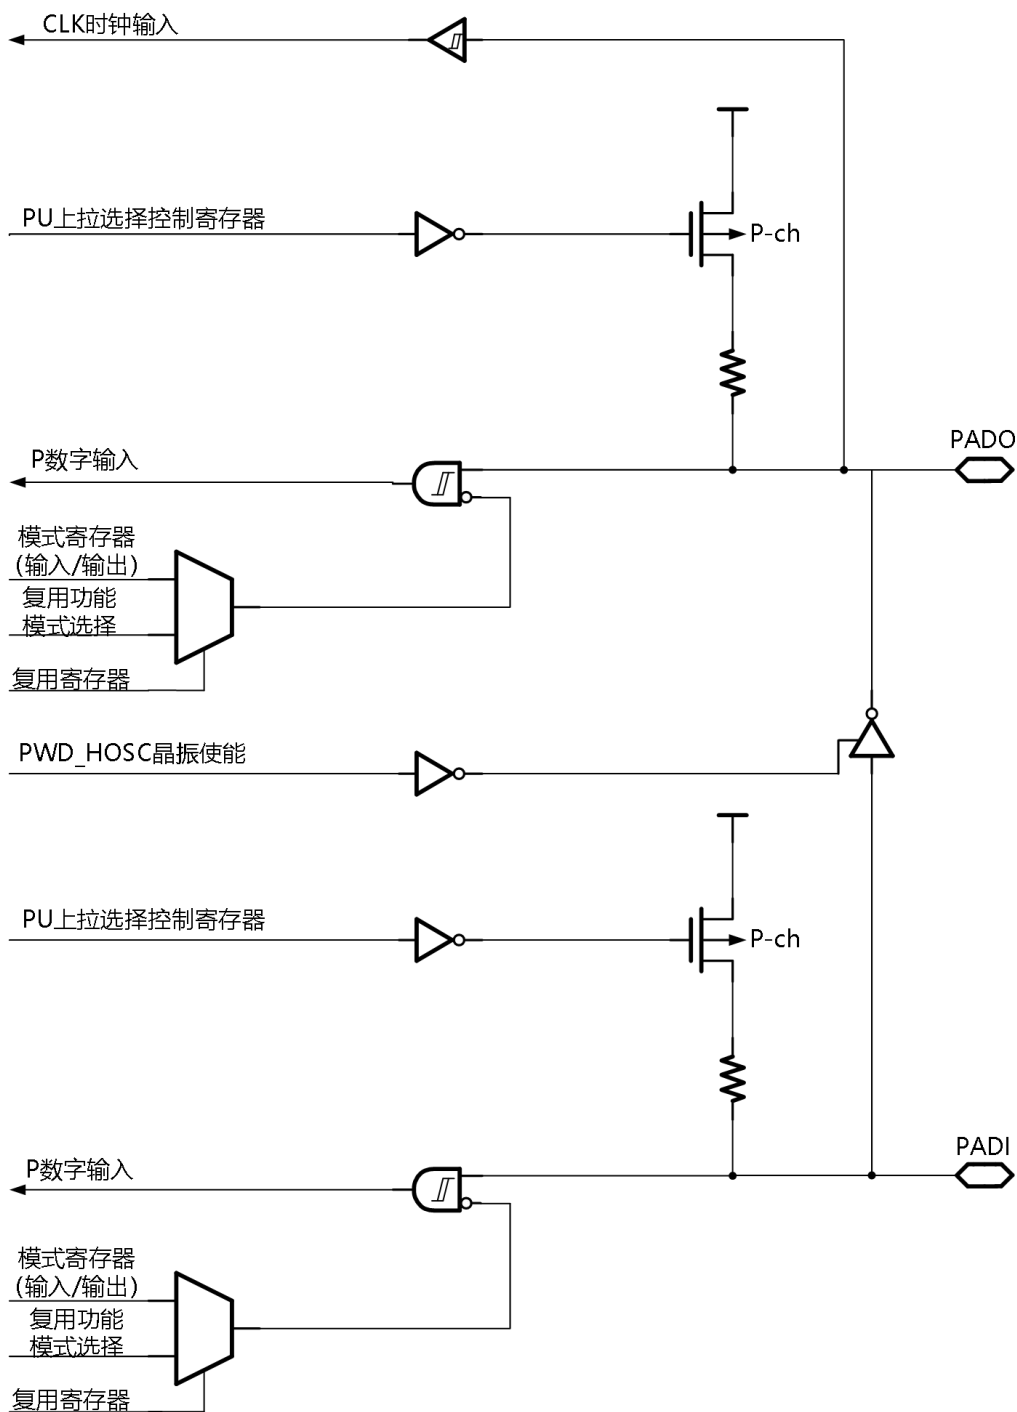 CLK时钟输入
PU上拉选择控制寄存器
P-ch
PADO
P数字输入
模式寄存器
(输入/输出)
复用功能
模式选择
复用寄存器
PWD_HOSC晶振使能
PU上拉选择控制寄存器
P-ch
PADI
P数字输入
模式寄存器
(输入/输出)
复用功能
模式选择
复用寄存器